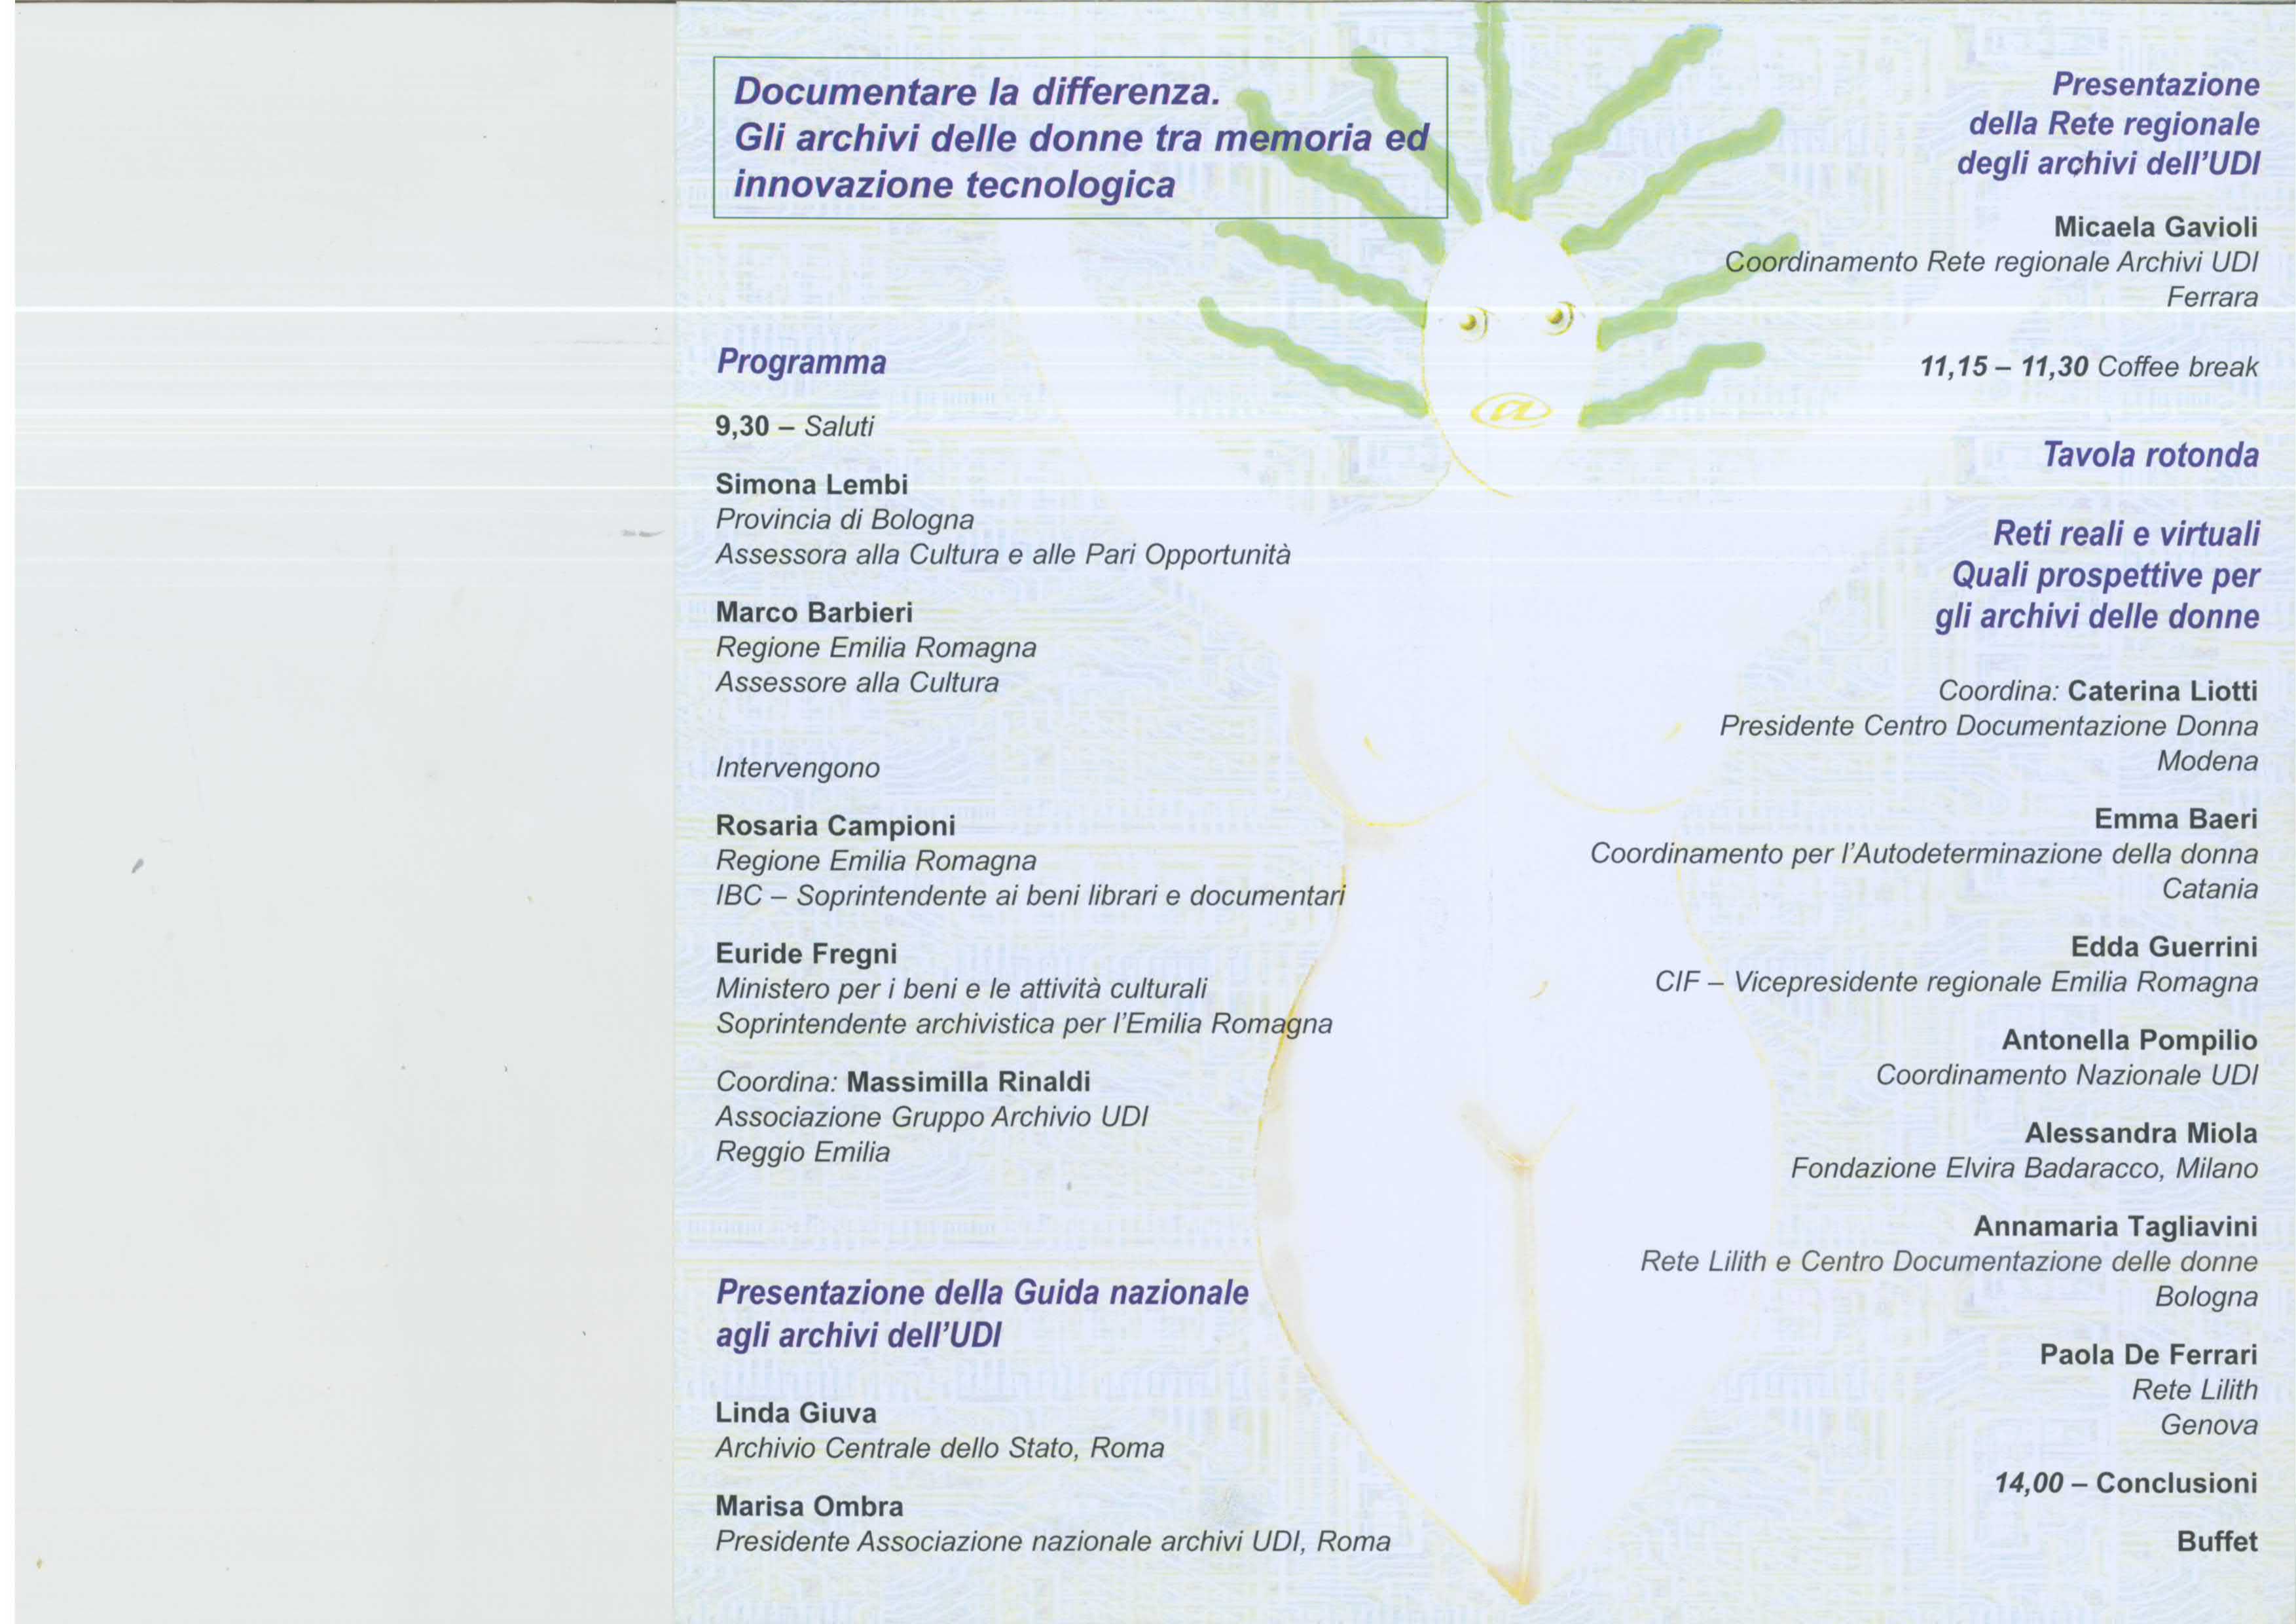 Documentare la differenza.
Gli archivi delle donne tra memoria ed
innovazione tecnologica
Programma
9,30 – Saluti
Simona Lembi
Provincia di Bologna
Assessora alla Cultura e alle Pari Opportunità
Marco Barbieri
Regione Emilia Romagna
Assessore alla Cultura
Intervengono
Rosaria Campioni
Regione Emilia Romagna
IBC – Soprintendente ai beni librari e documentari
Euride Fregni
Ministero per i beni e le attività culturali
Soprintendente archivistica per l'Emilia Romagna
Coordina: Massimilla Rinaldi
Associazione Gruppo Archivio UDI
Reggio Emilia
Presentazione della Guida nazionale
agli archivi dell'UDI
Linda Giuva
Archivio Centrale dello Stato, Roma
Marisa Ombra
Presidente Associazione nazionale archivi UDI, Roma
@
Presentazione
della Rete regionale
degli archivi dell'UDI
Micaela Gavioli
Coordinamento Rete regionale Archivi UDI
Ferrara
11,15 – 11,30 Coffee break
Tavola rotonda
Reti reali e virtuali
Quali prospettive per
gli archivi delle donne
Coordina: Caterina Liotti
Presidente Centro Documentazione Donna
Modena
Emma Baeri
Coordinamento per l'Autodeterminazione della donna
Catania
Edda Guerrini
CIF – Vicepresidente regionale Emilia Romagna
Antonella Pompilio
Coordinamento Nazionale UDI
Alessandra Miola
Fondazione Elvira Badaracco, Milano
Annamaria Tagliavini
Rete Lilith e Centro Documentazione delle donne
Bologna
Paola De Ferrari
Rete Lilith
Genova
14,00 – Conclusioni
Buffet